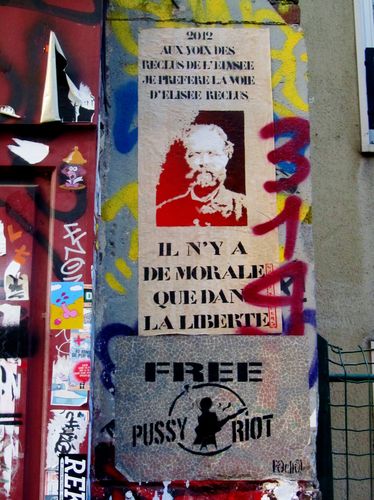 2012
AUX VOIX DES
RECLUS DE L'ELYSEE
JE PREFERE LA VOIE
D'ELISEE RECLUS
IL N'Y A
DE MORALE
QUE DANS
LA LIBERTE
314
FREE
PUSSY RIOT